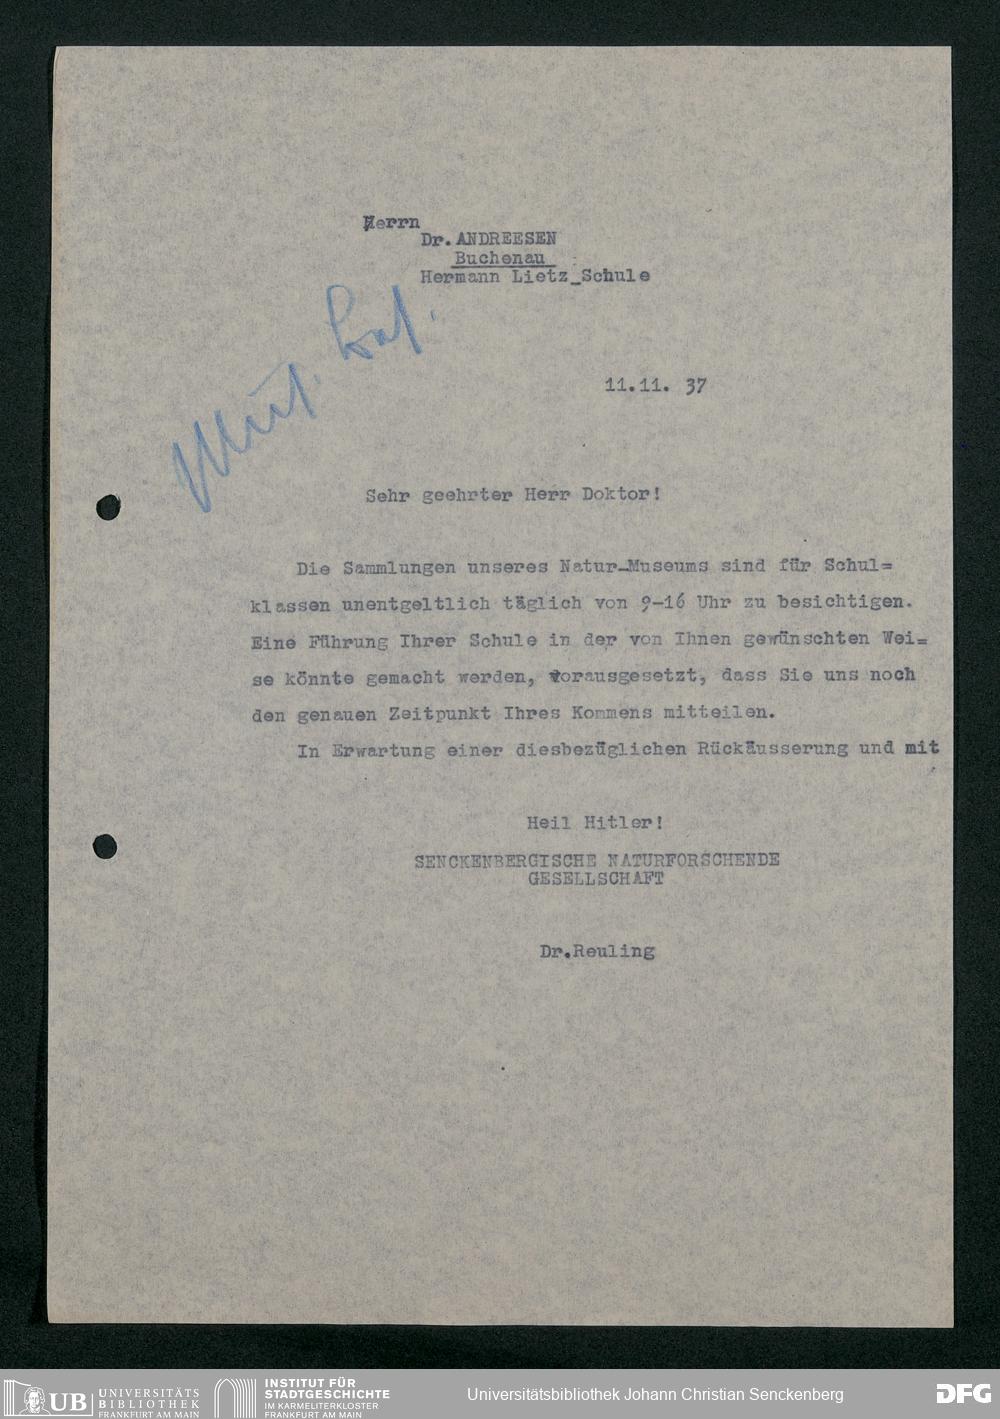 Herrn
Dr. ANDREESEN
Buchenau
Hermann Lietz_Schule
11.11. 37
Sehr geehrter Herr Doktor!
Die Sammlungen unseres Natur-Museums sind für Schul=
klassen unentgeltlich täglich von 9-16 Uhr zu besichtigen.
Eine Führung Ihrer Schule in der von Ihnen gewünschten Wei=
se könnte gemacht werden, vorausgesetzt, dass Sie uns noch
den genauen Zeitpunkt Ihres Kommens mitteilen.
In Erwartung einer diesbezüglichen Rückäusserung und mit
Heil Hitler!
SENCKENBERGISCHE NATURFORSCHENDE
GESELLSCHAFT
Dr.Reuling
UB UNIVERSITÄTS
BIBLIOTHEK
FRANKFURT AM MAIN
INSTITUT FÜR
STADTGESCHICHTE
IM KARMELITERKLOSTER
FRANKFURT AM MAIN
Universitätsbibliothek Johann Christian Senckenberg
DFG